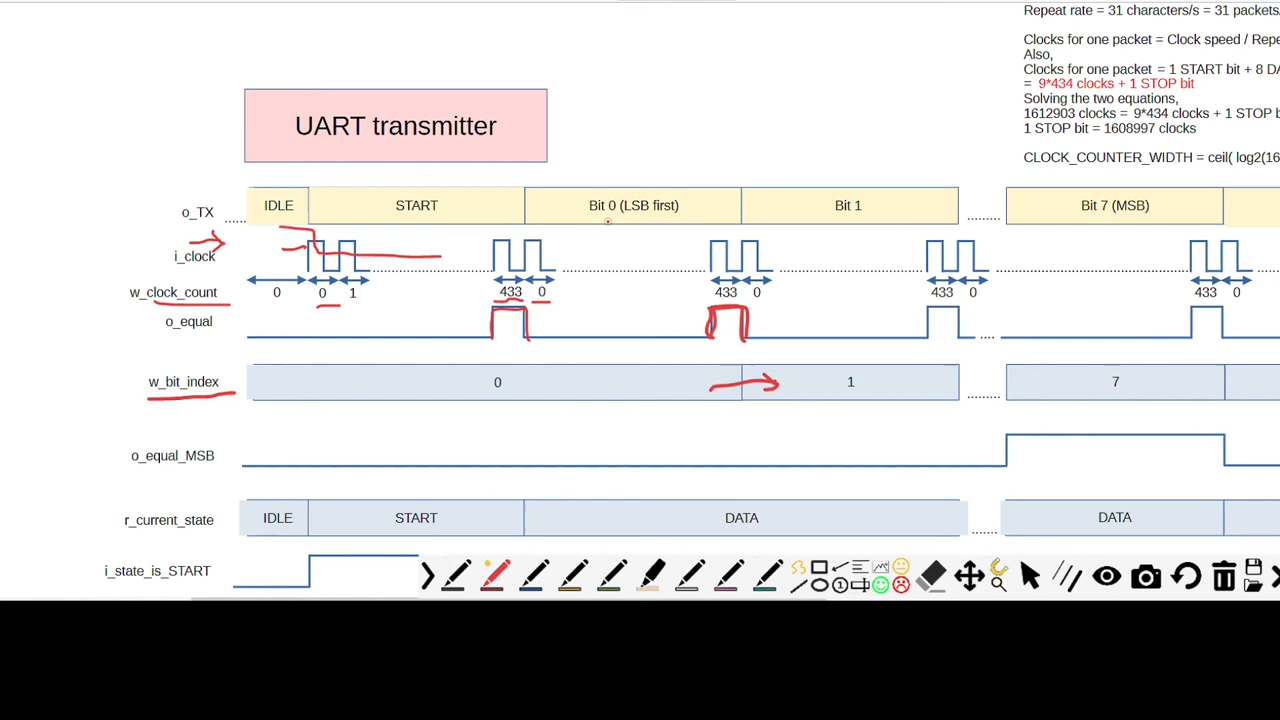 Repeat rate = 31 characters/s = 31 packets/
Clocks for one packet = Clock speed / Repe
Also,
Clocks for one packet = 1 START bit + 8 DA
= 9*434 clocks + 1 STOP bit
Solving the two equations,
1612903 clocks = 9*434 clocks + 1 STOP b
1 STOP bit = 1608997 clocks
CLOCK_COUNTER_WIDTH = ceil( log2(16
UART transmitter
o_TX ...... IDLE START Bit 0 (LSB first) Bit 1 ......... Bit 7 (MSB)
i_clock
w_clock_count 0 0 1 433 0 433 0 433 0 433 0
o_equal
w_bit_index 0 1 ......... 7
o_equal_MSB
r_current_state IDLE START DATA ....... DATA
i_state_is_START